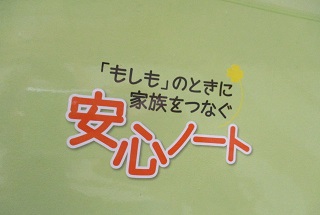 「もしも」のときに
家族をつなぐ
安心ノート